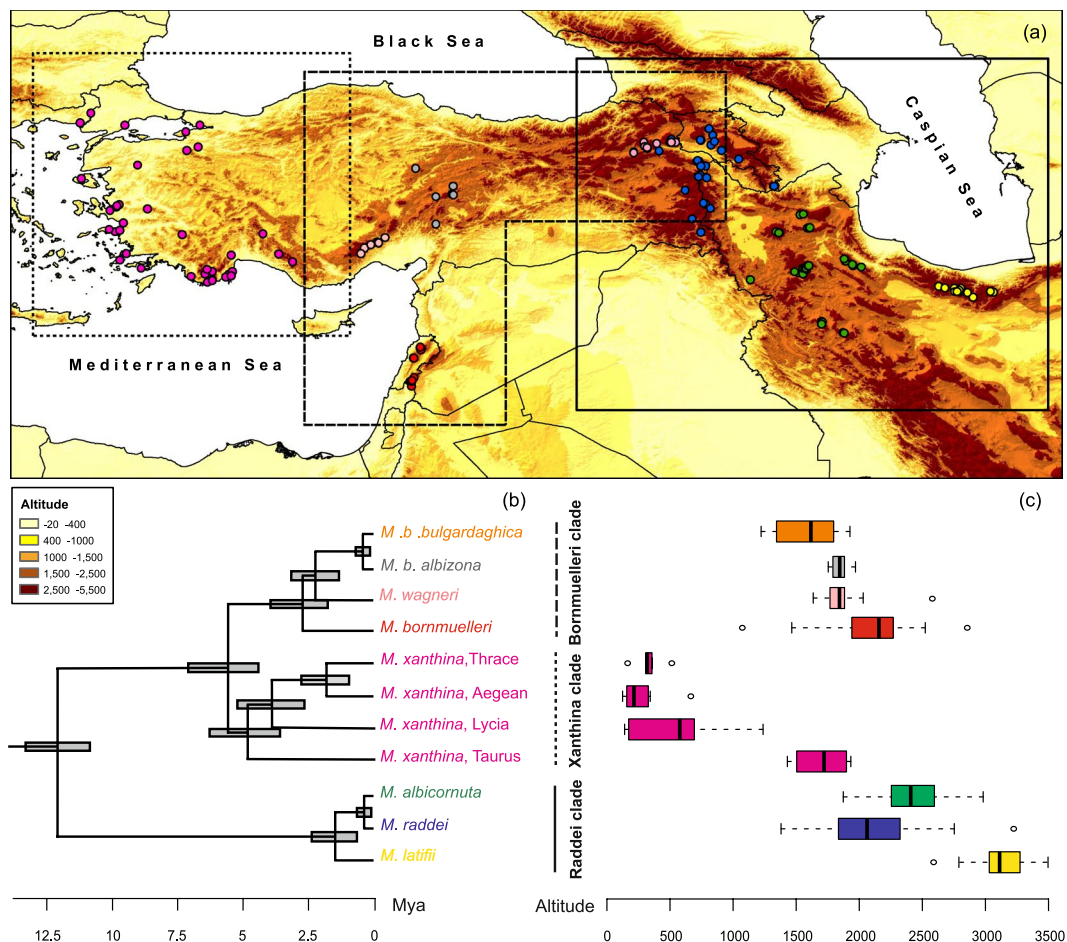 (a)
Black Sea
Caspian Sea
Mediterranean Sea
Altitude
-20 -400
400 -1000
1000 -1,500
1,500 -2,500
2,500 -5,500
(b)
M .b .bulgardaghica
M. b. albizona
M. wagneri
M. bornmuelleri
M. xanthina,Thrace
M. xanthina, Aegean
M. xanthina, Lycia
M. xanthina, Taurus
M. albicornuta
M. raddei
M. latifii
Bornmuelleri clade
Xanthina clade
Raddei clade
(c)
Mya
12.5 10 7.5 5 2.5 0
Altitude
0 500 1000 1500 2000 2500 3000 3500